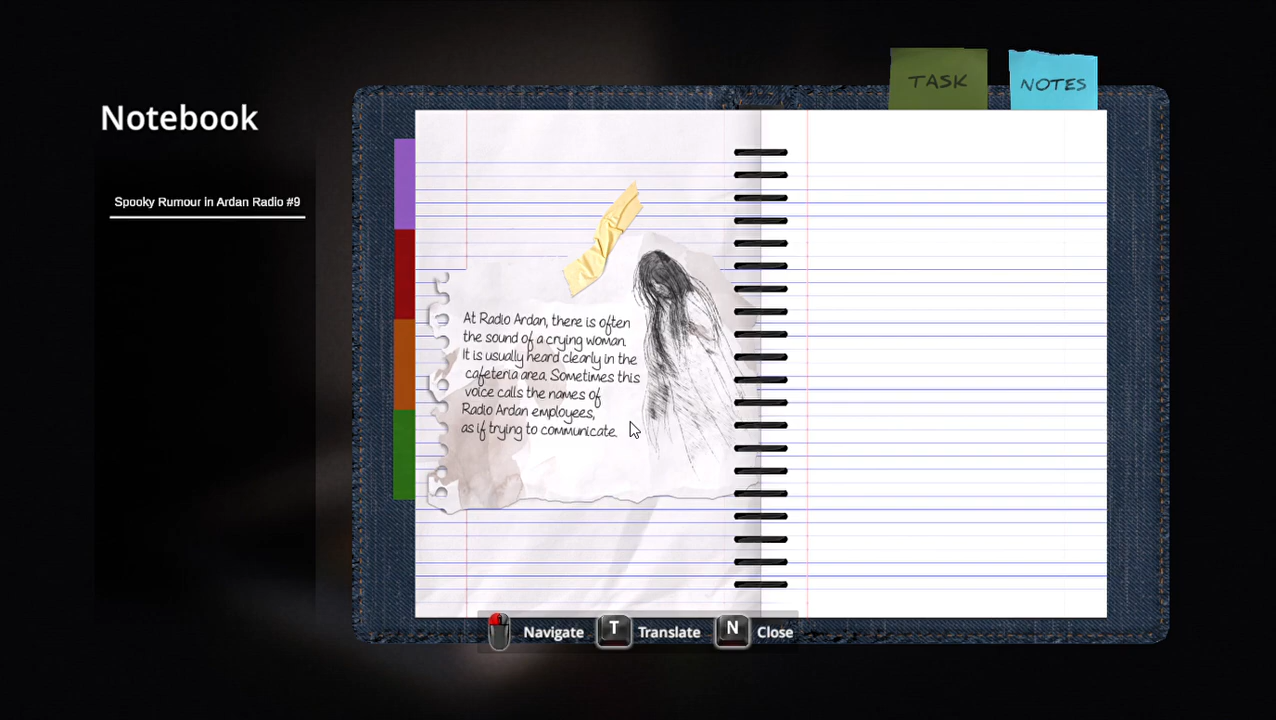 TASK
NOTES
Notebook
Spooky Rumour in Ardan Radio #9
At Radio Ardan, there is often
the sound of a crying woman.
It is usually heard clearly in the
cafeteria area. Sometimes this
voice calls the names of
Radio Ardan employees,
as if trying to communicate.
Navigate
T
Translate
N
Close